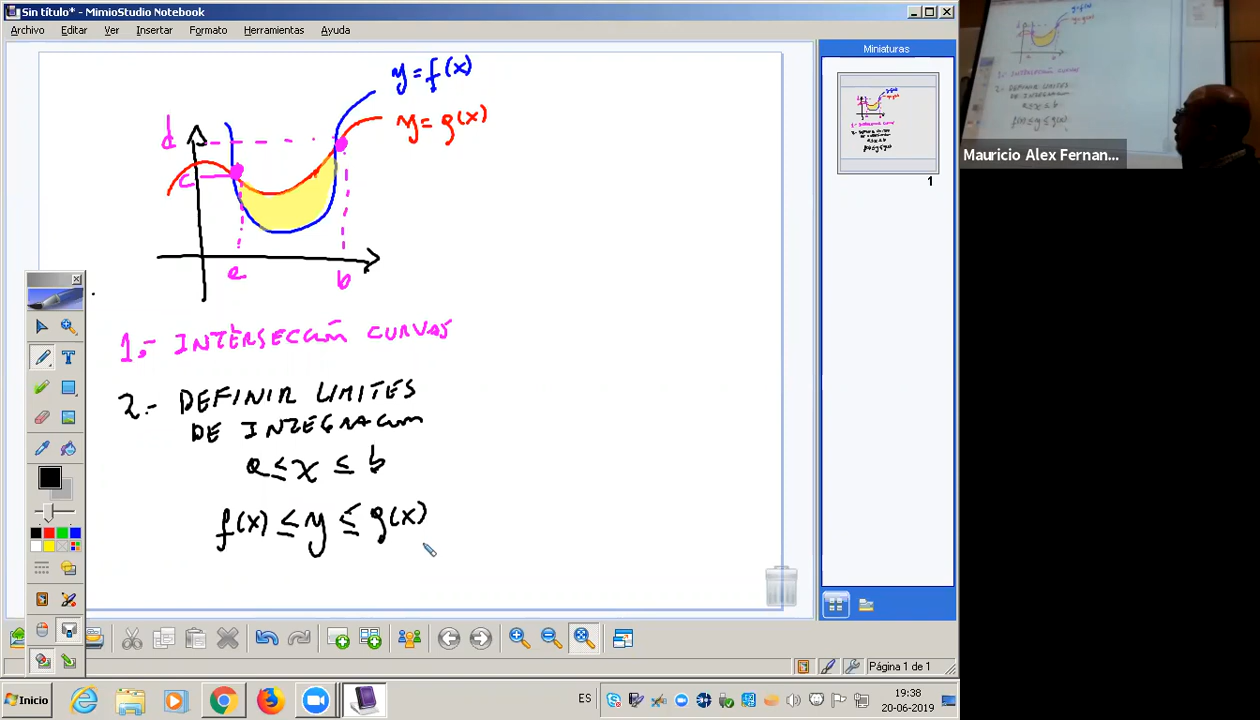 Sin título* - MimioStudio Notebook
Archivo Editar Ver Insertar Formato Herramientas Ayuda
Miniaturas
y = f(x)
y = g(x)
d
c
a
b
1.- INTERSECCIÓN CURVAS
2.- DEFINIR LIMITES
DE INTEGRACION
a ≤ x ≤ b
f(x) ≤ y ≤ g(x)
1
Mauricio Alex Fernan...
Página 1 de 1
Inicio
ES
19:38
20-06-2019